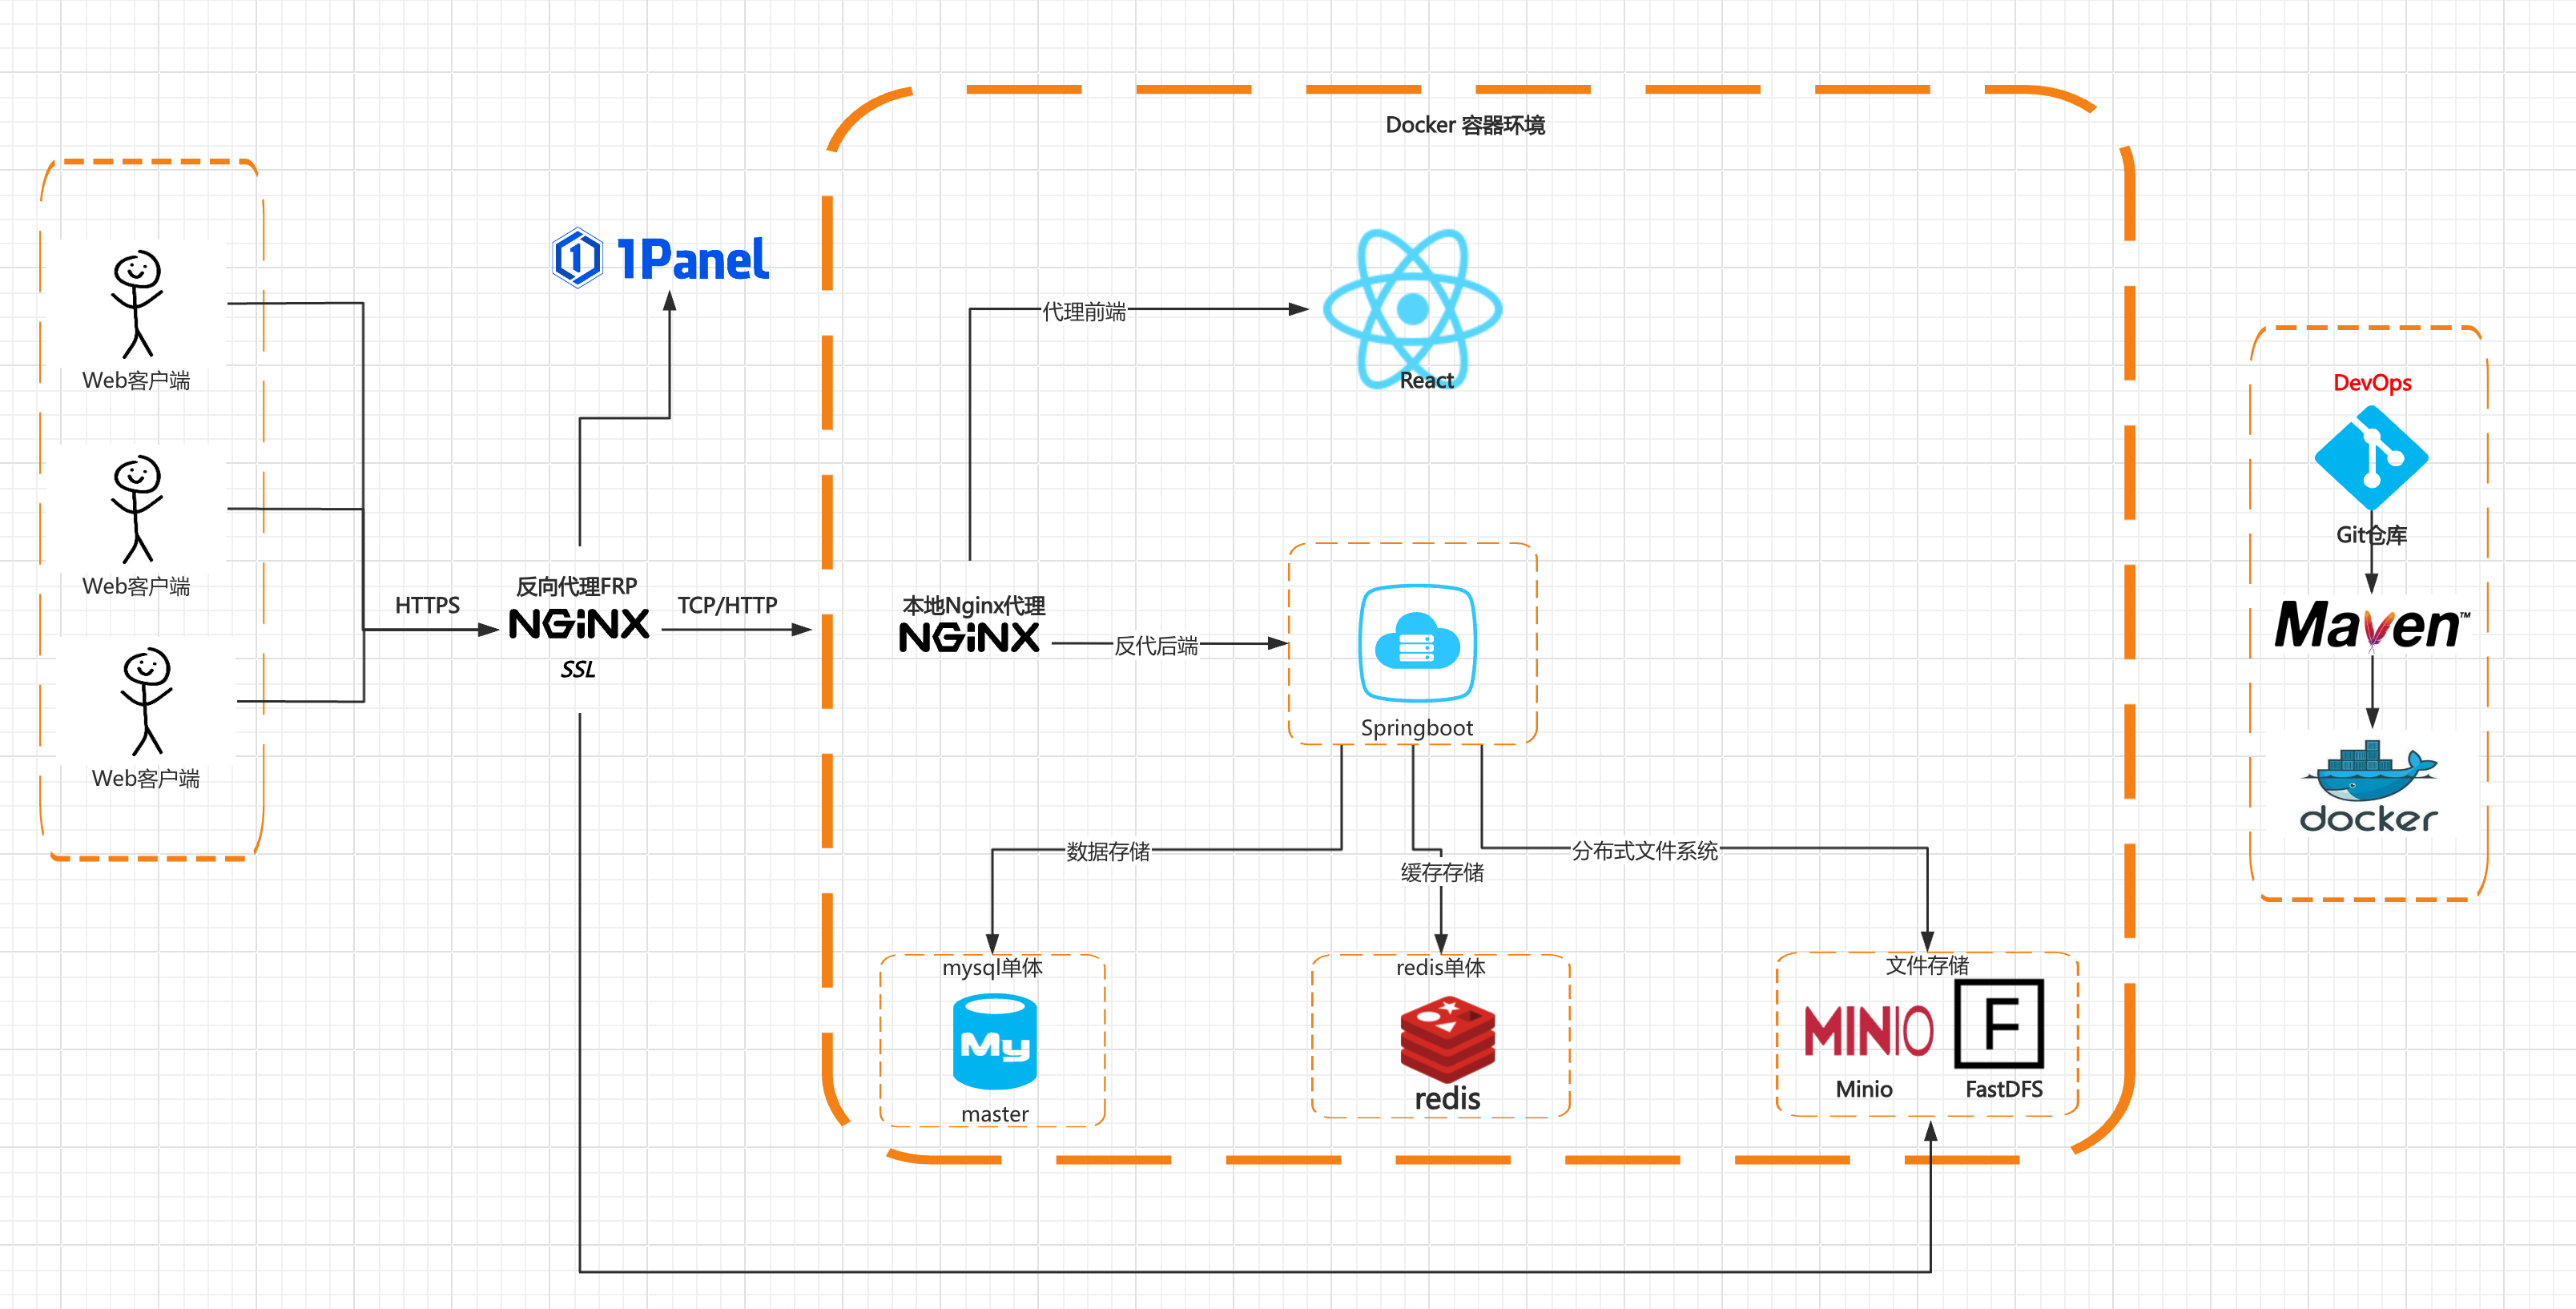 Docker 容器环境
Web客户端
Web客户端
Web客户端
1Panel
HTTPS
反向代理FRP
NGiNX
SSL
TCP/HTTP
代理前端
React
本地Nginx代理
NGiNX
反代后端
Springboot
数据存储
缓存存储
分布式文件系统
mysql单体
My
master
redis单体
redis
文件存储
MINIO
F
Minio
FastDFS
DevOps
Git仓库
Maven™
docker